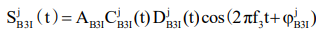 S^j_B3I (t) = A_B3I C^j_B3I (t) D^j_B3I (t) cos (2πf_3 t+φ^j_B3I)